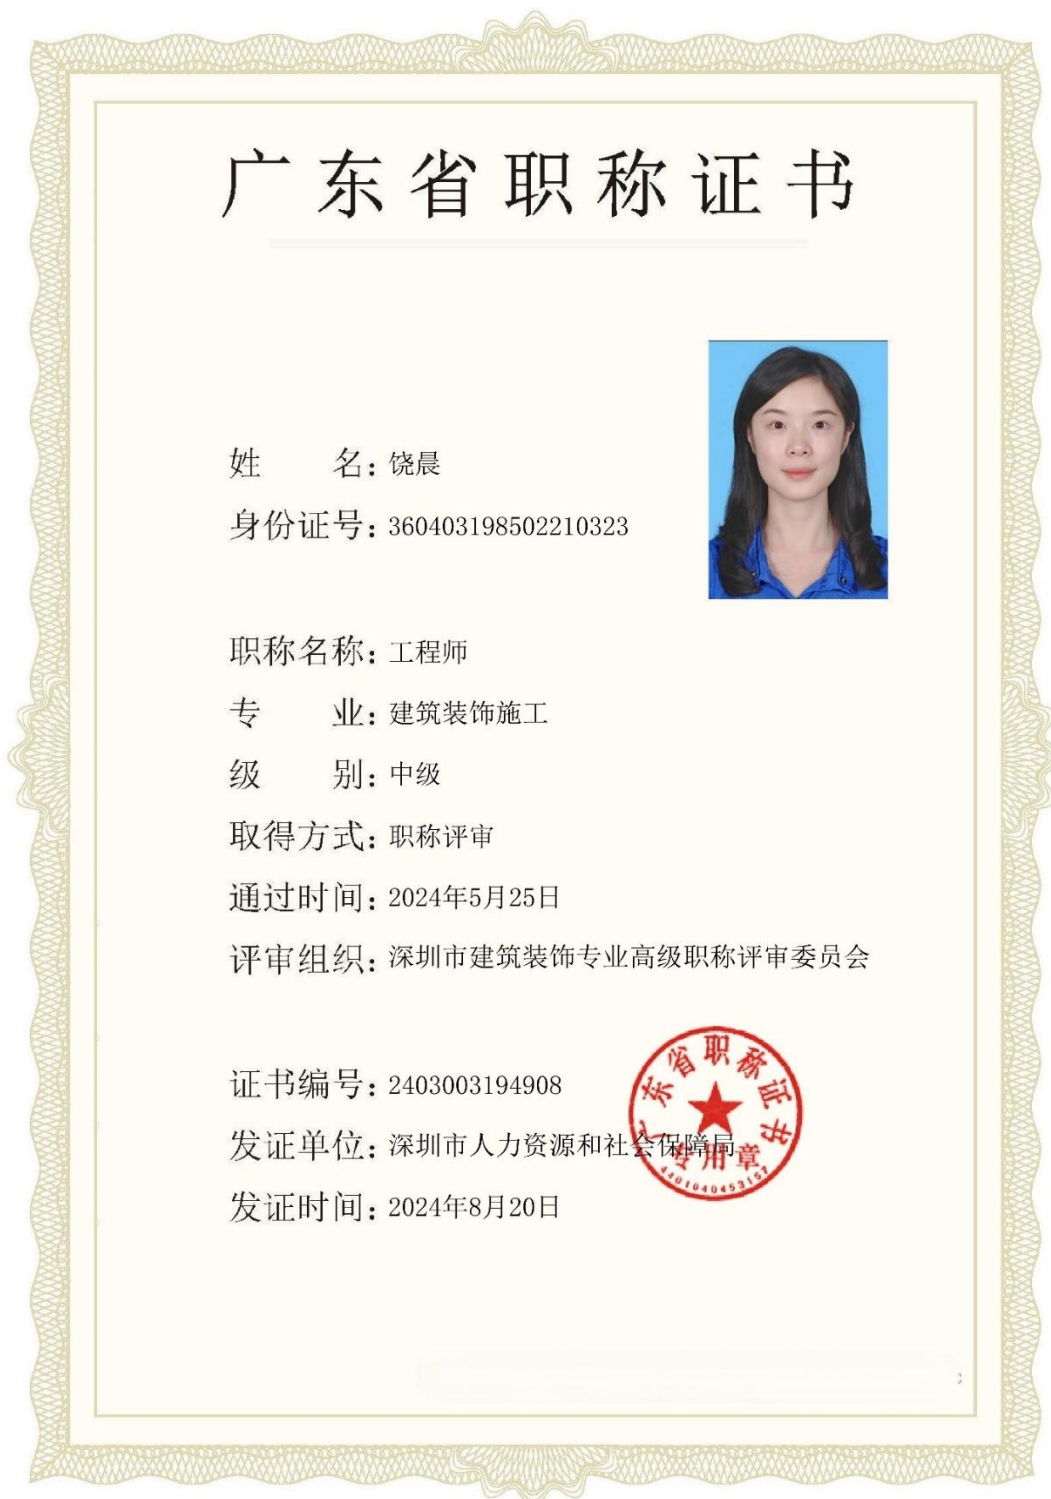 广东省职称证书
姓 名：饶晨
身份证号：360403198502210323
职称名称：工程师
专 业：建筑装饰施工
级 别：中级
取得方式：职称评审
通过时间：2024年5月25日
评审组织：深圳市建筑装饰专业高级职称评审委员会
证书编号：2403003194908
发证单位：深圳市人力资源和社会保障局
发证时间：2024年8月20日
广东省职称证书
专用章
4401040453157